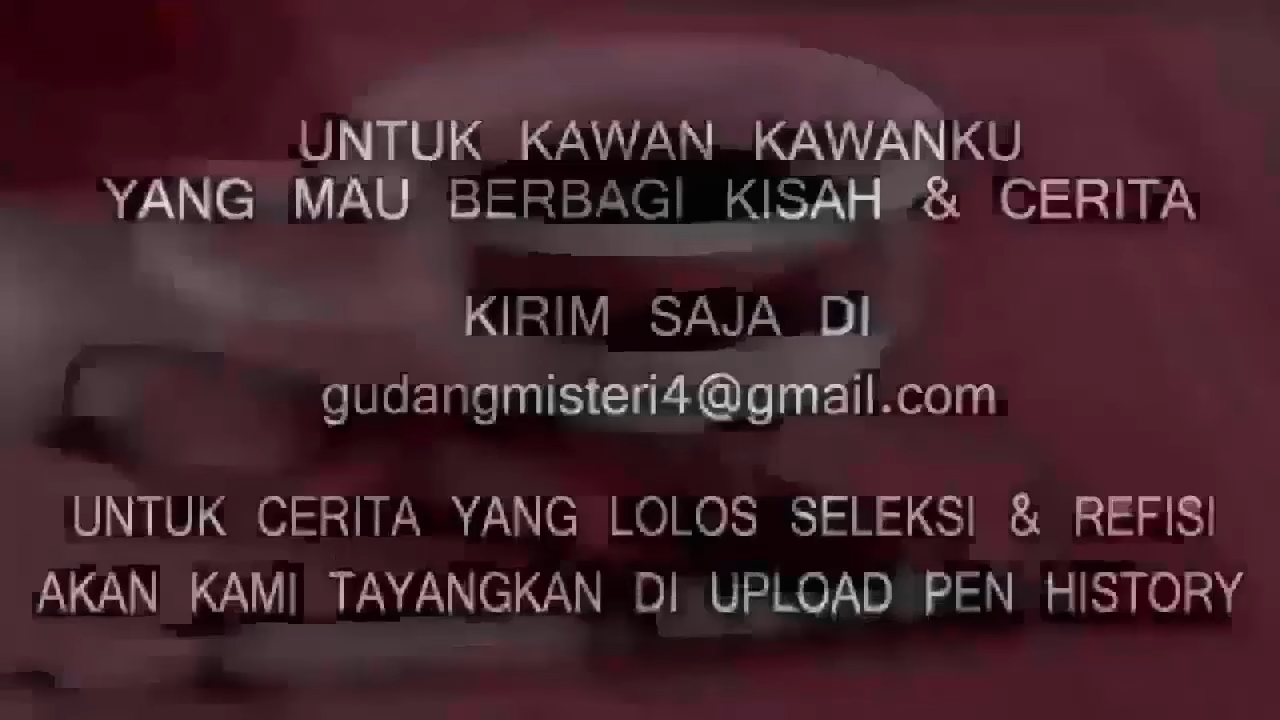 UNTUK KAWAN KAWANKU
YANG MAU BERBAGI KISAH & CERITA
KIRIM SAJA DI
gudangmisteri4@gmail.com
UNTUK CERITA YANG LOLOS SELEKSI & REFISI
AKAN KAMI TAYANGKAN DI UPLOAD PEN HISTORY